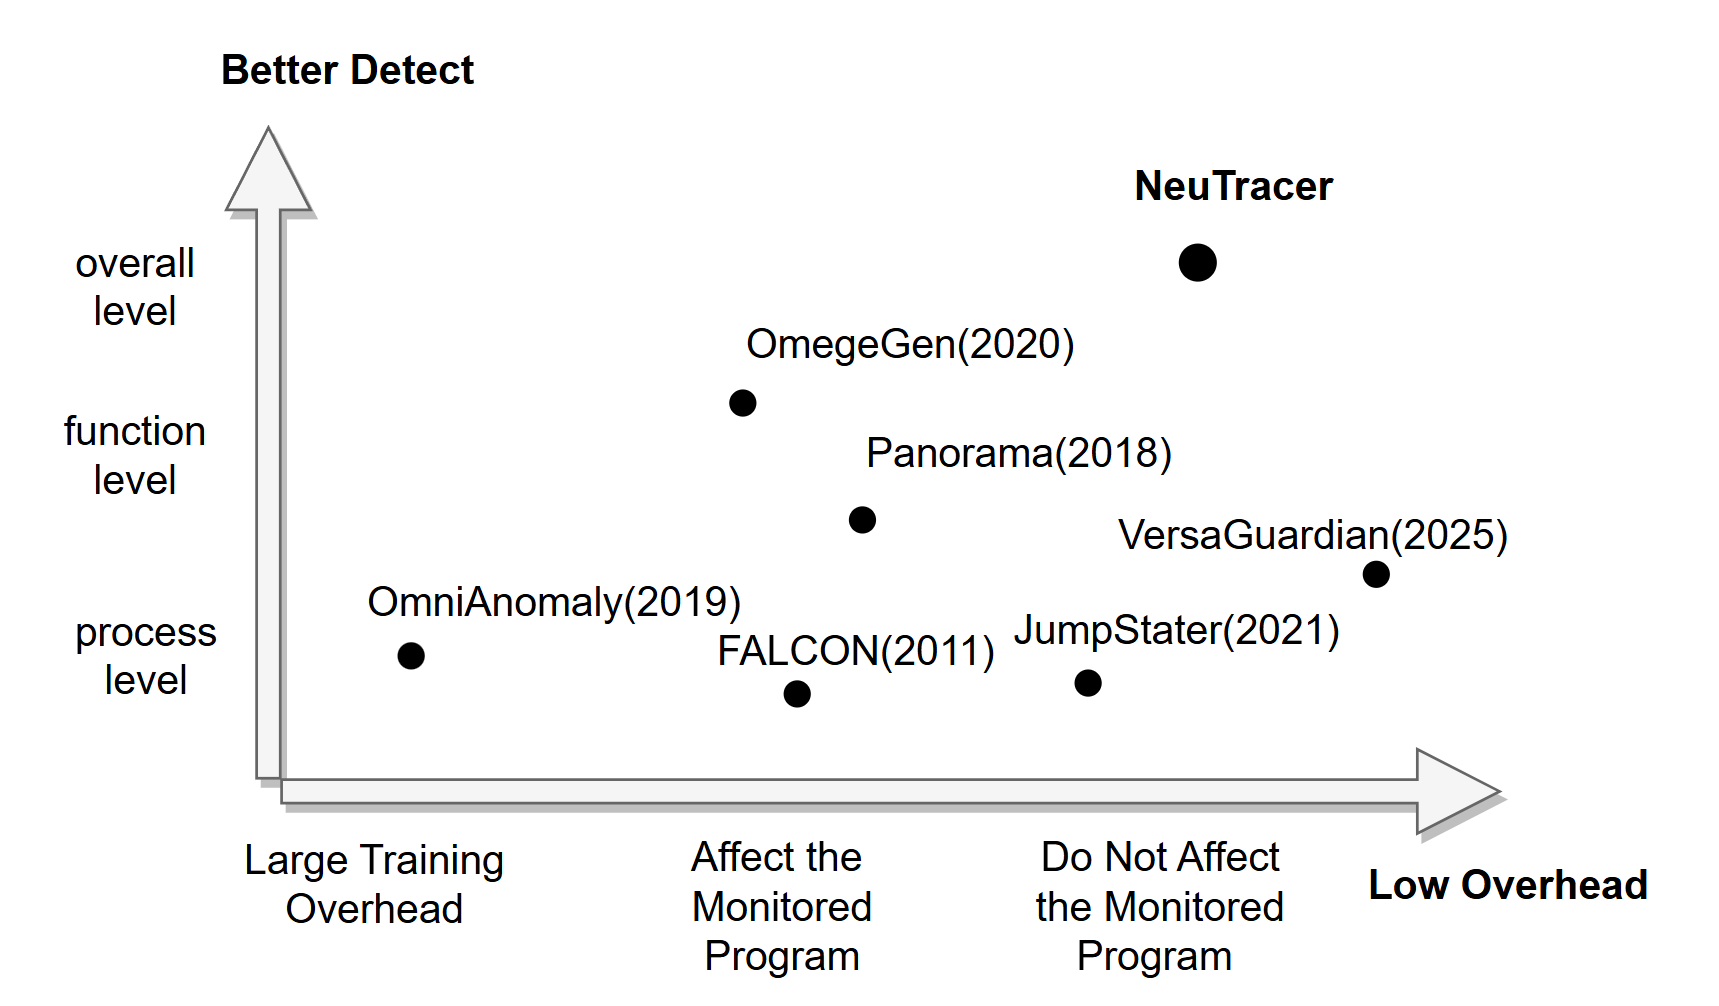 Better Detect
NeuTracer
overall
level
OmegeGen(2020)
function
level
Panorama(2018)
VersaGuardian(2025)
OmniAnomaly(2019)
process
level
FALCON(2011)
JumpStater(2021)
Large Training
Overhead
Affect the
Monitored
Program
Do Not Affect
the Monitored
Program
Low Overhead